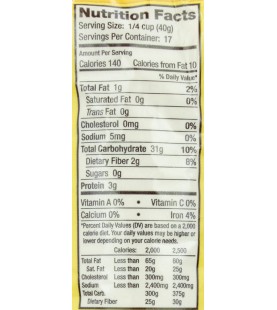 Nutrition Facts
Serving Size: 1/4 cup (40g)
Servings Per Container: 17
Amount Per Serving
Calories 140 Calories from Fat 10
% Daily Value*
Total Fat 1g 2%
Saturated Fat 0g 0%
Trans Fat 0g
Cholesterol 0mg 0%
Sodium 5mg 0%
Total Carbohydrate 31g 10%
Dietary Fiber 2g 8%
Sugars 0g
Protein 3g
Vitamin A 0% • Vitamin C 0%
Calcium 0% • Iron 4%
*Percent Daily Values (DV) are based on a 2,000
calorie diet. Your daily values may be higher or
lower depending on your calorie needs.
Calories: 2,000 2,500
Total Fat Less than 65g 80g
Sat. Fat Less than 20g 25g
Cholesterol Less than 300mg 300mg
Sodium Less than 2,400mg 2,400mg
Total Carb. 300g 375g
Dietary Fiber 25g 30g